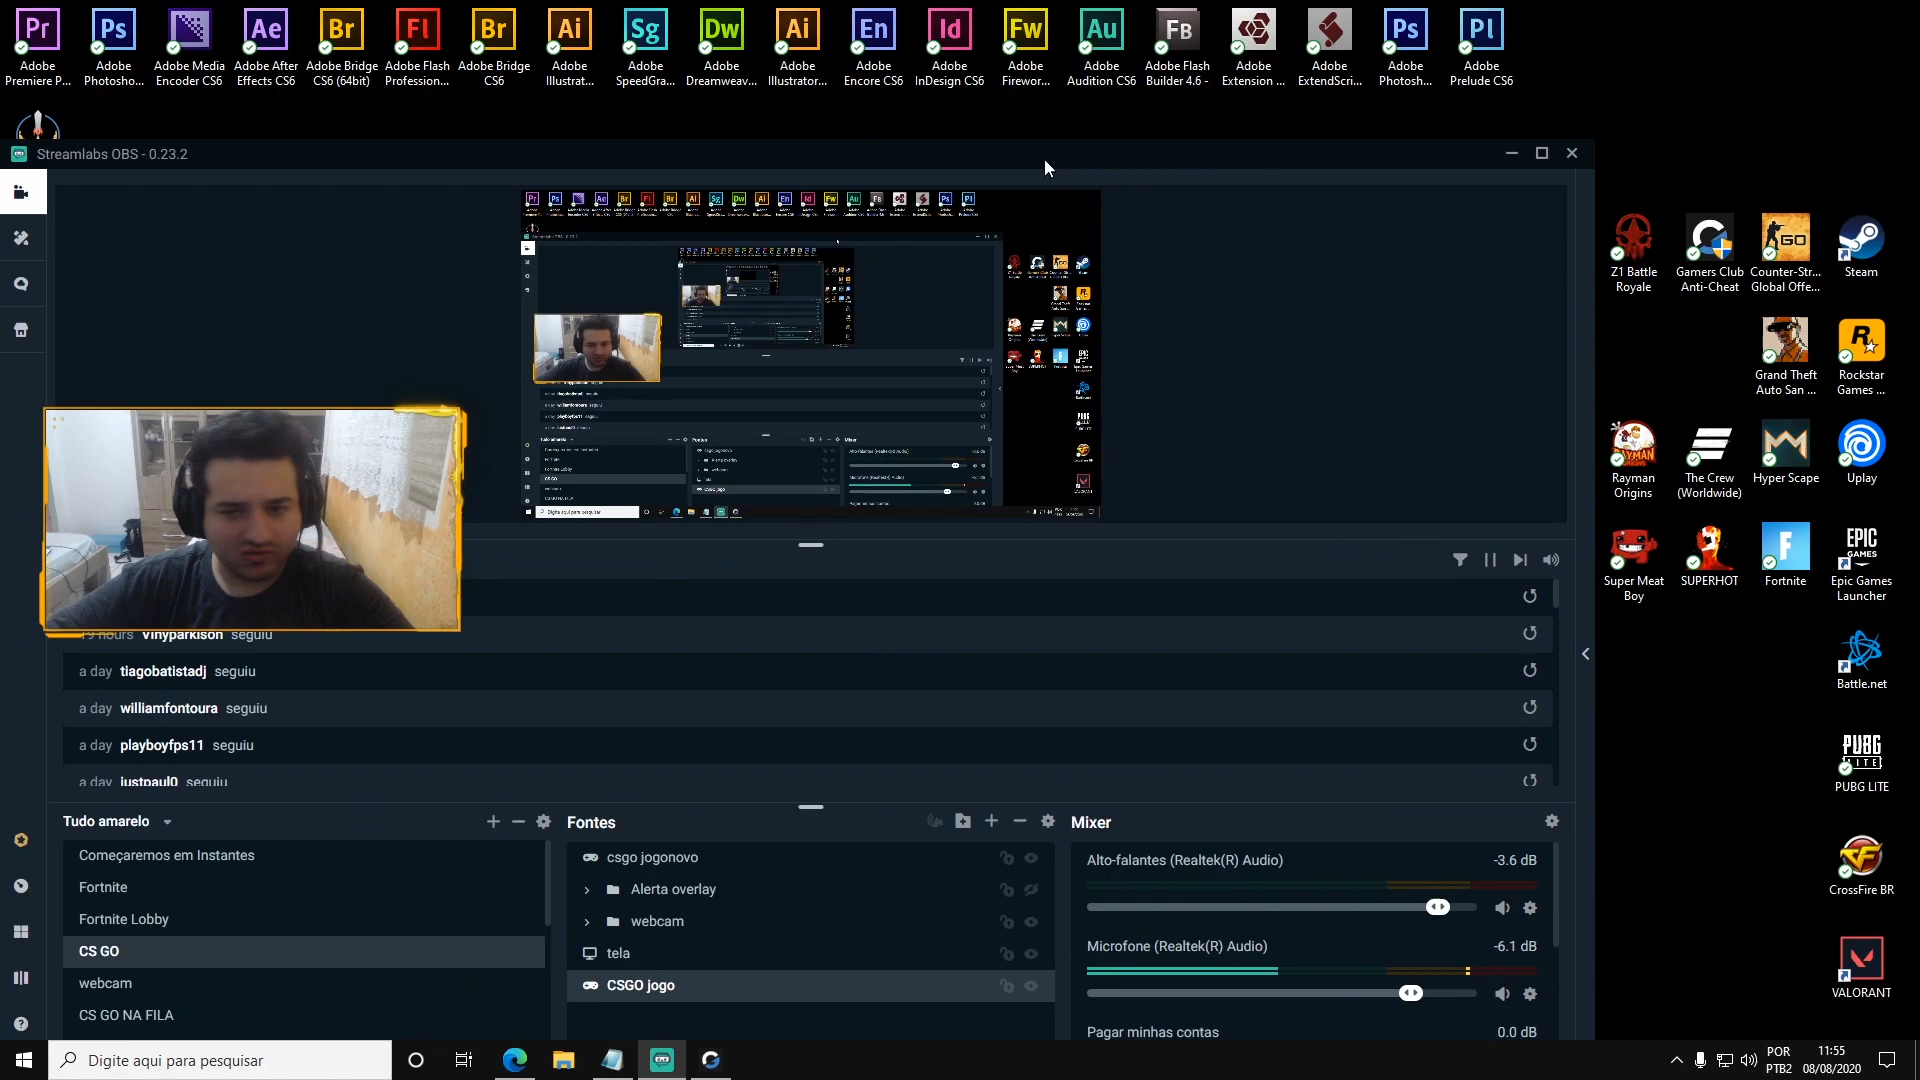 Adobe Premiere P...
Adobe Photosho...
Adobe Media Encoder CS6
Adobe After Effects CS6
Adobe Bridge CS6 (64bit)
Adobe Flash Profession...
Adobe Bridge CS6
Adobe Illustrat...
Adobe SpeedGra...
Adobe Dreamweav...
Adobe Illustrator...
Adobe Encore CS6
Adobe InDesign CS6
Adobe Firewor...
Adobe Audition CS6
Adobe Flash Builder 4.6 -
Adobe Extension ...
Adobe ExtendScri...
Adobe Photosh...
Adobe Prelude CS6
Streamlabs OBS - 0.23.2
Z1 Battle Royale
Gamers Club Anti-Cheat
Counter-Str... Global Offe...
Steam
Grand Theft Auto San ...
Rockstar Games ...
Rayman Origins
The Crew (Worldwide)
Hyper Scape
Uplay
Super Meat Boy
SUPERHOT
Fortnite
Epic Games Launcher
Battle.net
PUBG LITE
CrossFire BR
VALORANT
19 hours Vinyparkison seguiu
a day tiagobatistadj seguiu
a day williamfontoura seguiu
a day playboyfps11 seguiu
a day justpaul0 seguiu
Tudo amarelo
Começaremos em Instantes
Fortnite
Fortnite Lobby
CS GO
webcam
CS GO NA FILA
Fontes
csgo jogonovo
Alerta overlay
webcam
tela
CSGO jogo
Mixer
Alto-falantes (Realtek(R) Audio) -3.6 dB
Microfone (Realtek(R) Audio) -6.1 dB
Pagar minhas contas 0.0 dB
Digite aqui para pesquisar
POR
PTB2
11:55
08/08/2020